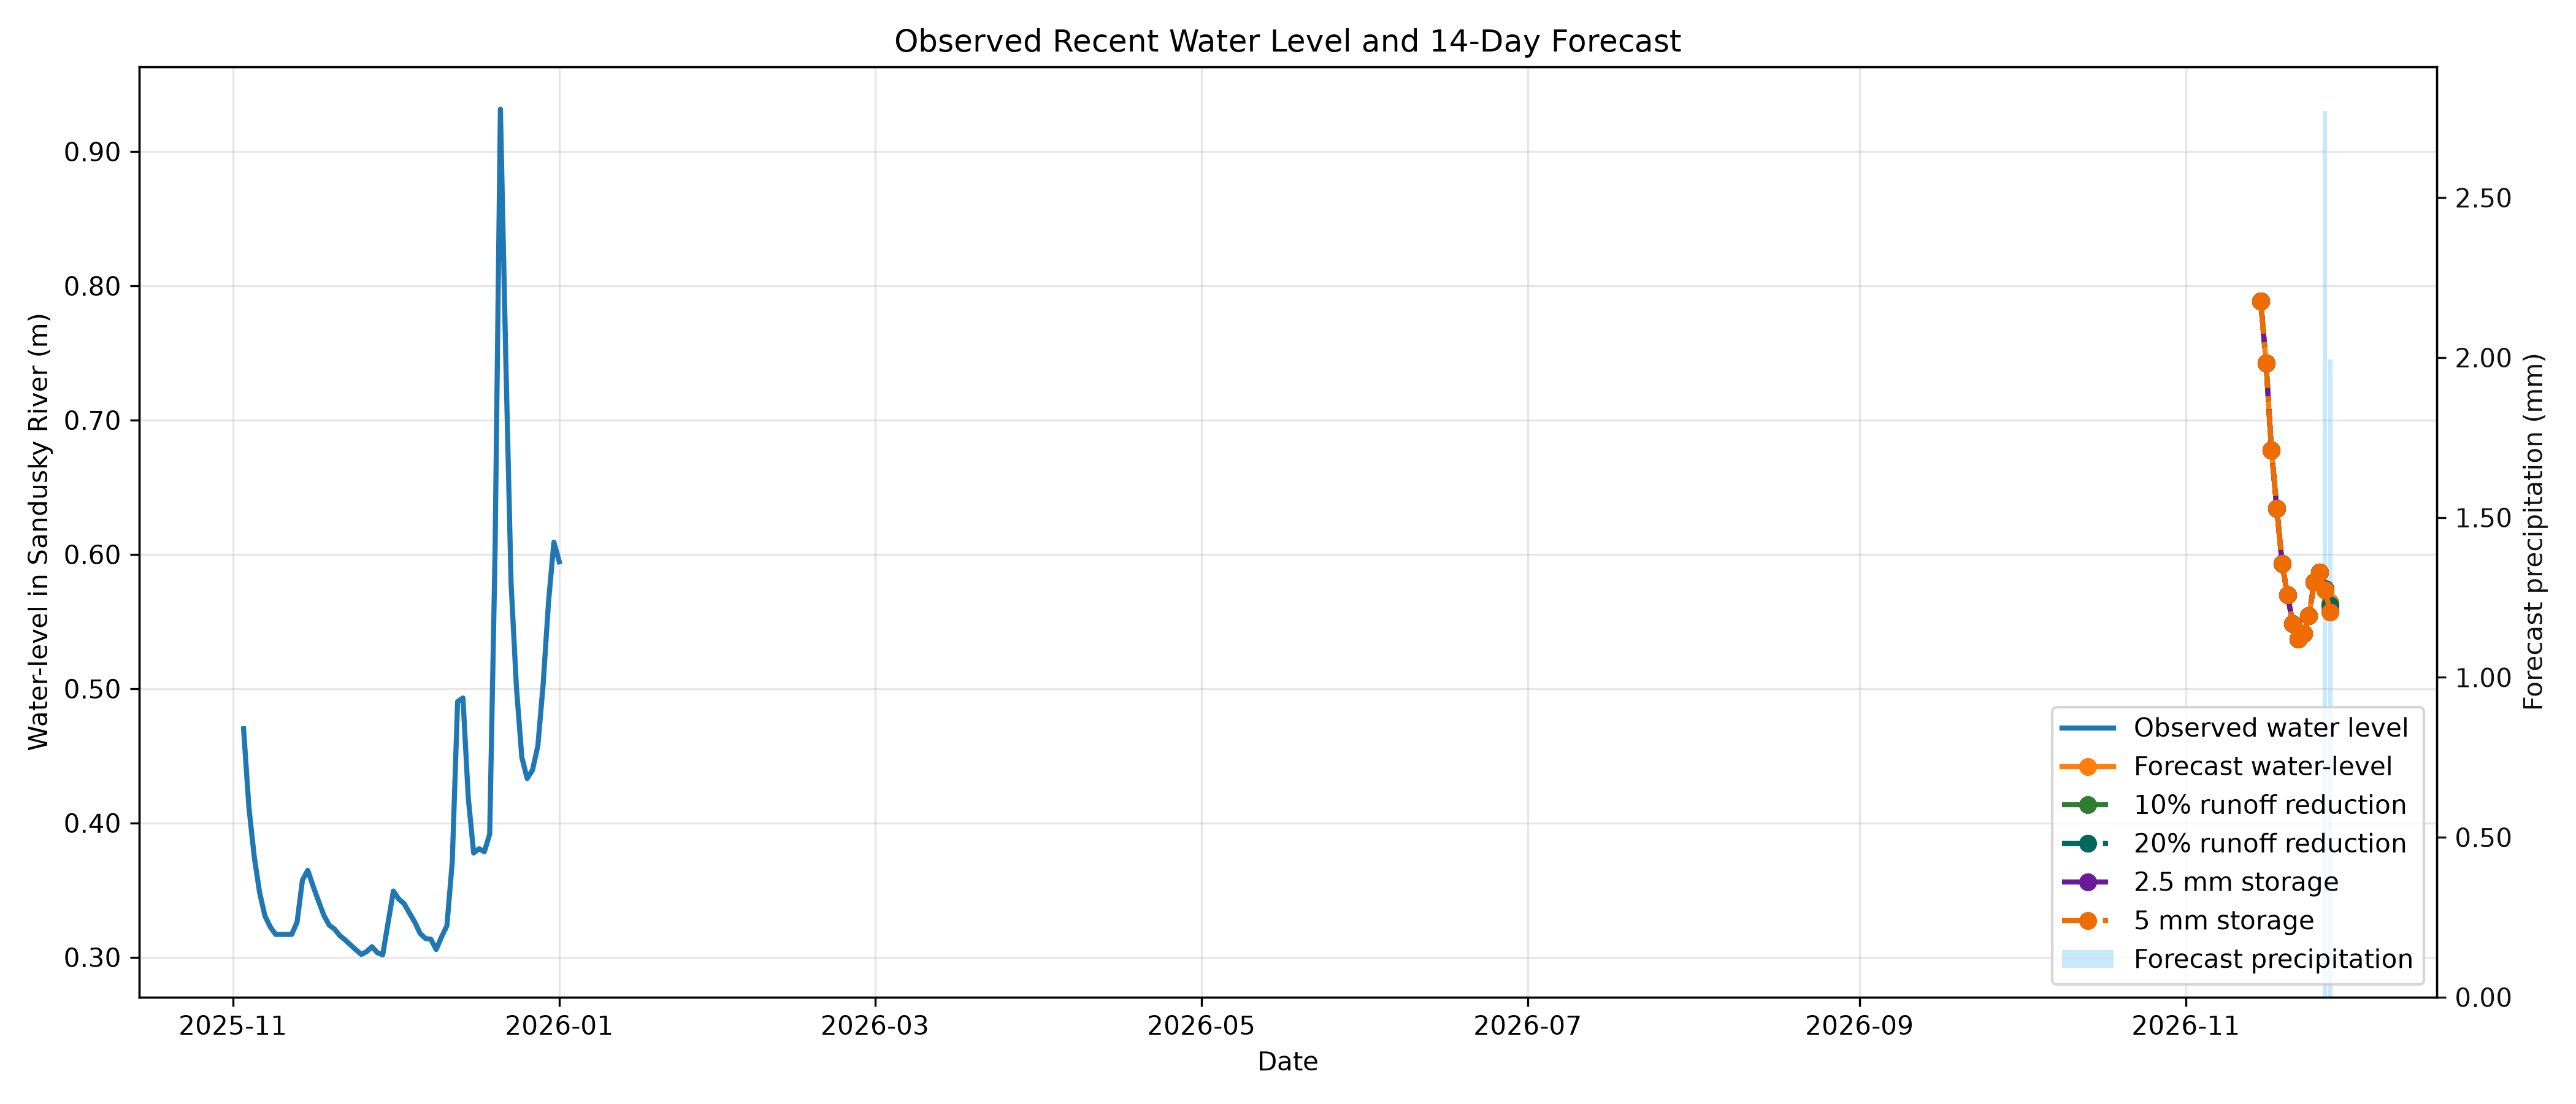 Observed Recent Water Level and 14-Day Forecast
Water-level in Sandusky River (m)
0.90
0.80
0.70
0.60
0.50
0.40
0.30
2.50
2.00
1.50
1.00
0.50
0.00
Forecast precipitation (mm)
Observed water level
Forecast water-level
10% runoff reduction
20% runoff reduction
2.5 mm storage
5 mm storage
Forecast precipitation
2025-11
2026-01
2026-03
2026-05
2026-07
2026-09
2026-11
Date